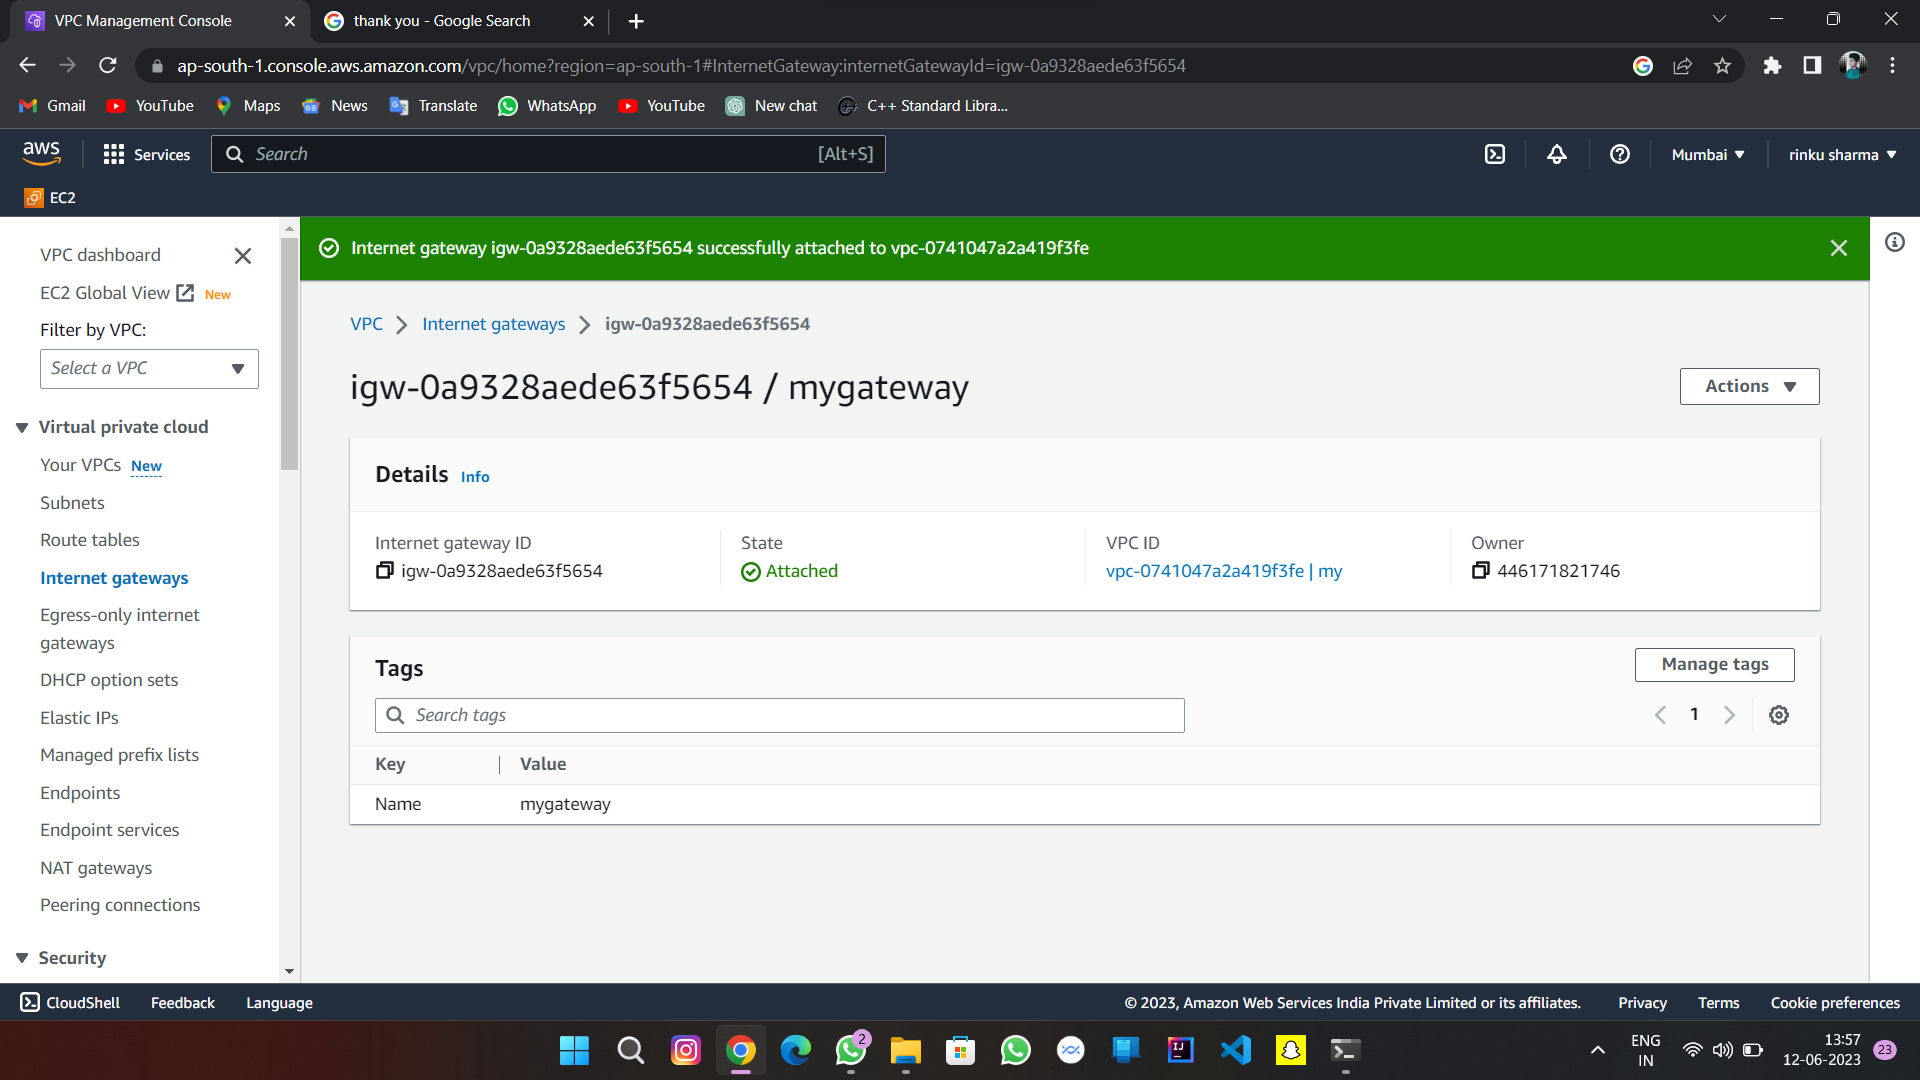 VPC Management Console
thank you - Google Search
ap-south-1.console.aws.amazon.com/vpc/home?region=ap-south-1#InternetGateway:internetGatewayId=igw-0a9328aede63f5654
Gmail YouTube Maps News Translate WhatsApp YouTube New chat C++ Standard Libra...
aws Services Search [Alt+S] Mumbai rinku sharma
EC2
VPC dashboard
EC2 Global View New
Filter by VPC:
Select a VPC
Virtual private cloud
Your VPCs New
Subnets
Route tables
Internet gateways
Egress-only internet
gateways
DHCP option sets
Elastic IPs
Managed prefix lists
Endpoints
Endpoint services
NAT gateways
Peering connections
Security
Internet gateway igw-0a9328aede63f5654 successfully attached to vpc-0741047a2a419f3fe
VPC Internet gateways igw-0a9328aede63f5654
igw-0a9328aede63f5654 / mygateway
Actions
Details Info
Internet gateway ID
igw-0a9328aede63f5654
State
Attached
VPC ID
vpc-0741047a2a419f3fe | my
Owner
446171821746
Tags
Manage tags
Search tags
1
Key Value
Name mygateway
CloudShell Feedback Language © 2023, Amazon Web Services India Private Limited or its affiliates. Privacy Terms Cookie preferences
2
IJ
ENG
IN
13:57
12-06-2023
23